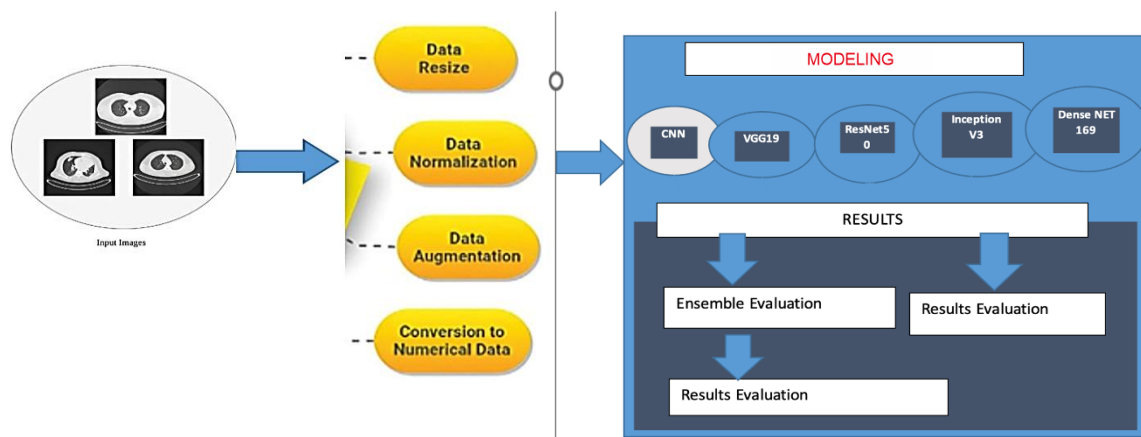 Input Images
Data
Resize
Data
Normalization
Data
Augmentation
Conversion to
Numerical Data
MODELING
CNN
VGG19
ResNet5
0
Inception
V3
Dense NET
169
RESULTS
Ensemble Evaluation
Results Evaluation
Results Evaluation